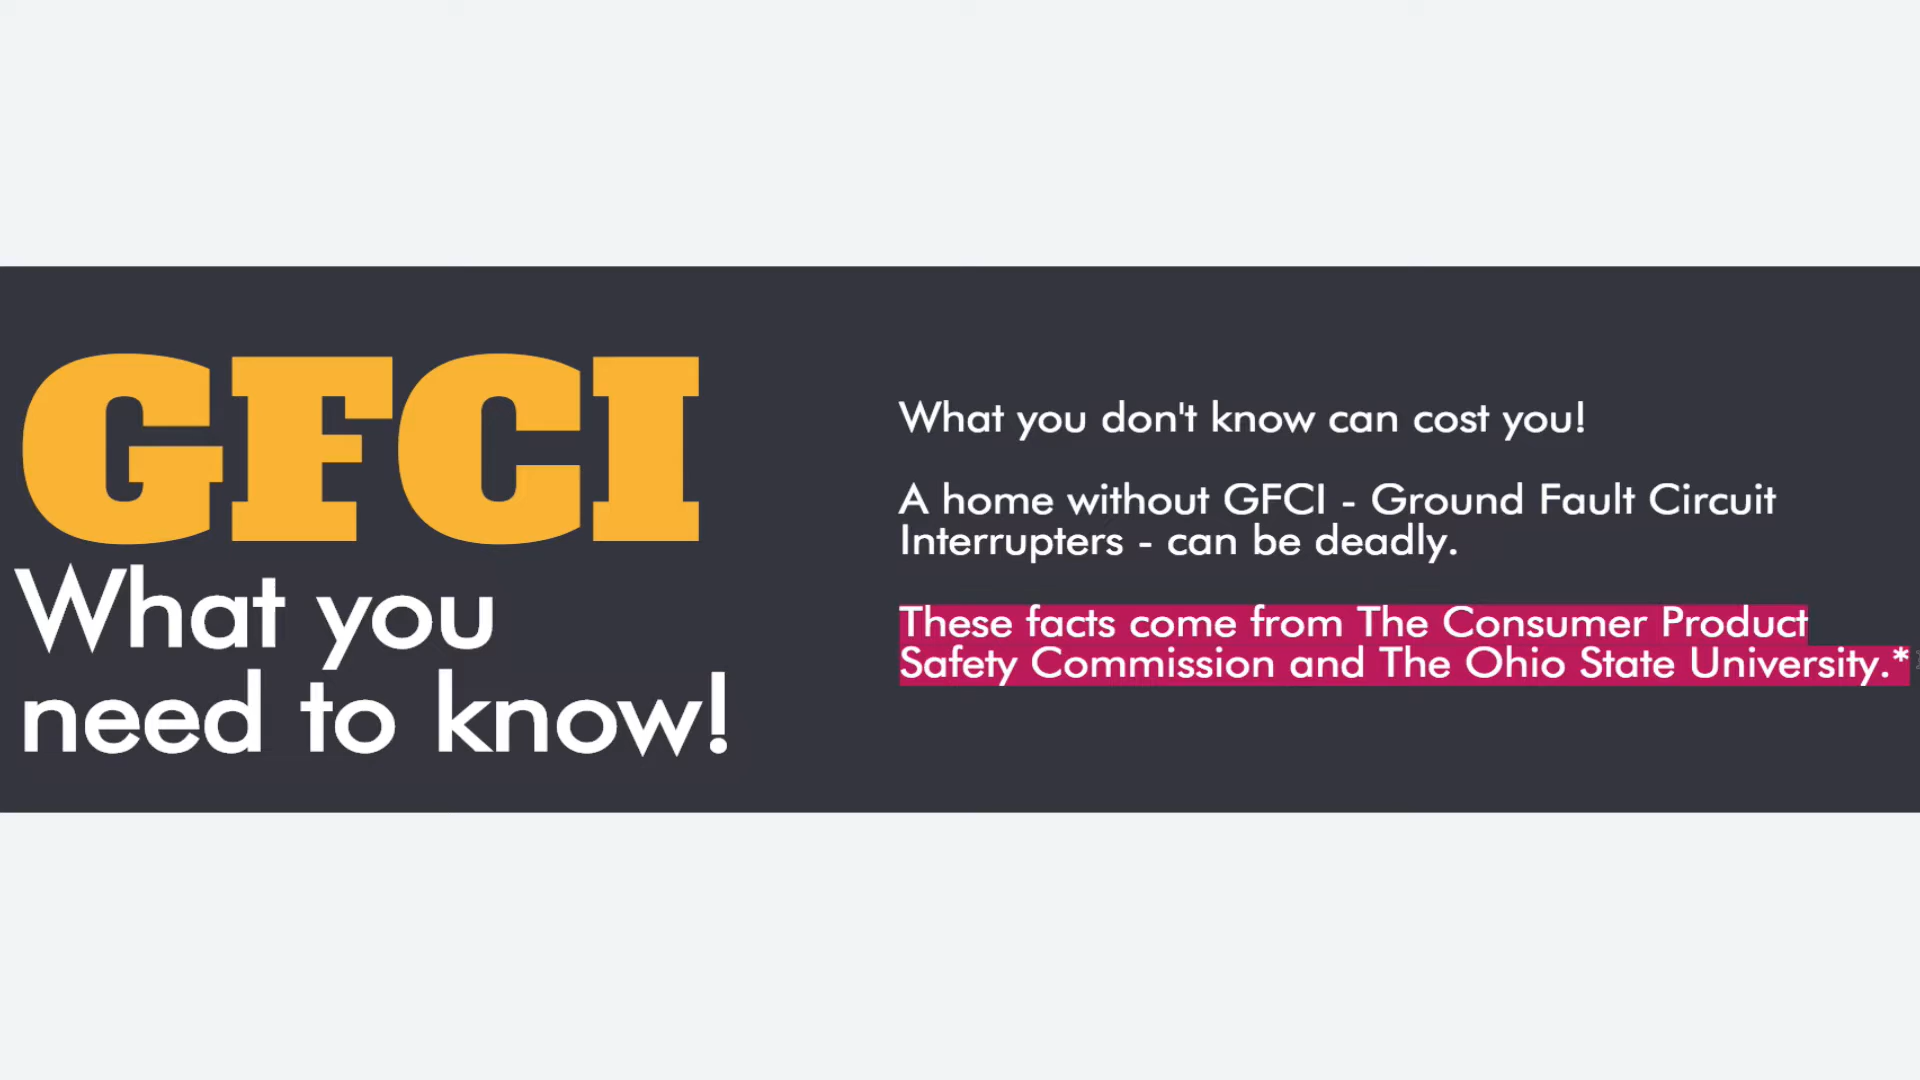 GFCI
What you
need to know!
What you don't know can cost you!
A home without GFCI - Ground Fault Circuit
Interrupters - can be deadly.
These facts come from The Consumer Product
Safety Commission and The Ohio State University.*